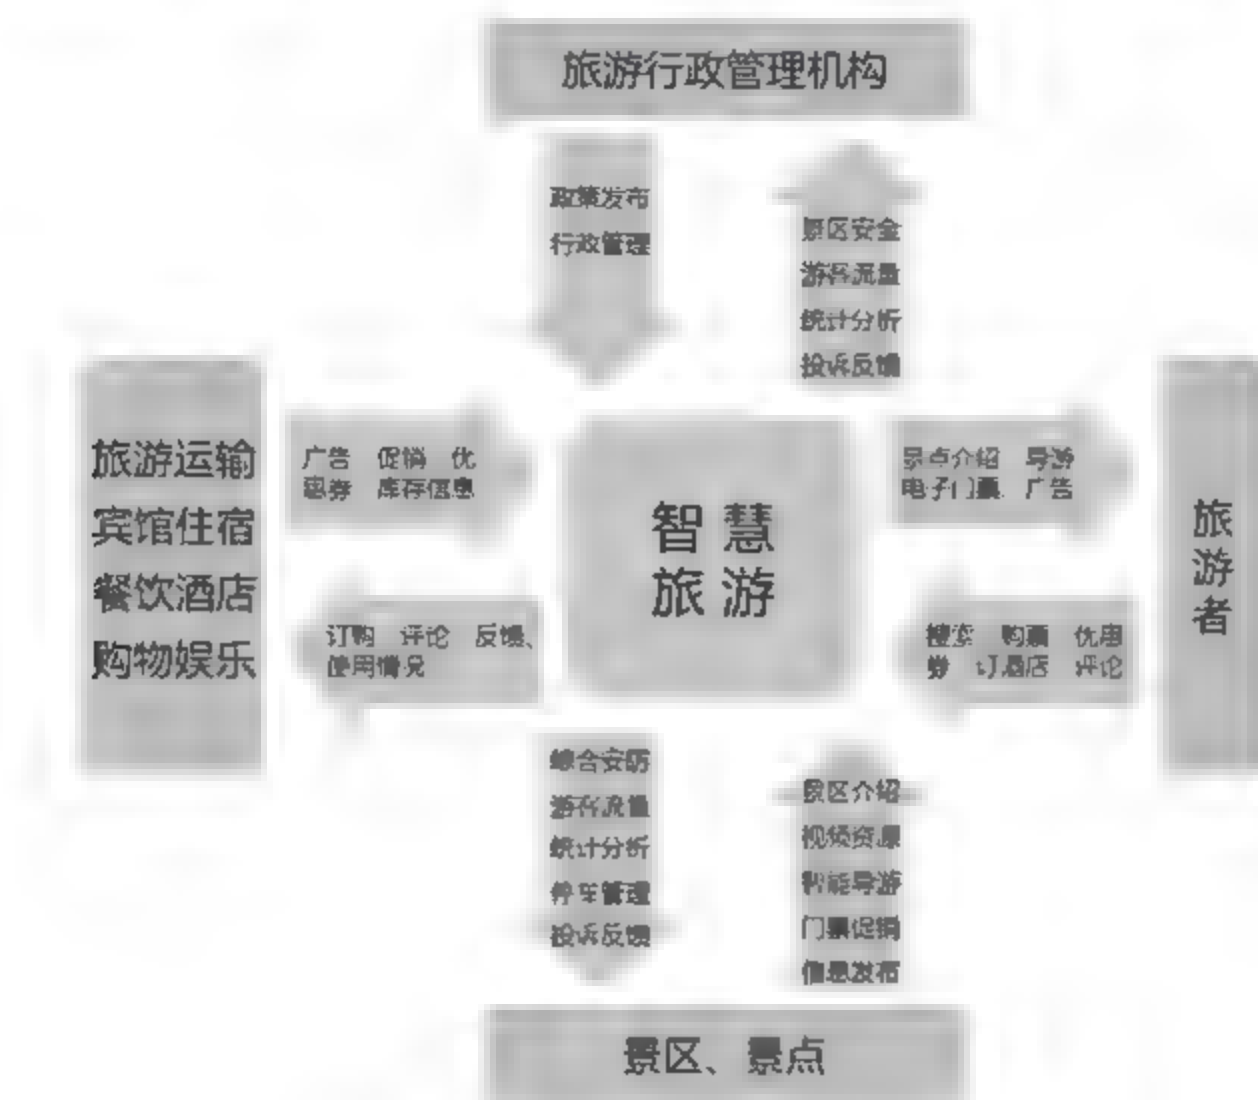 旅游行政管理机构
政策发布
行政管理
景区安全
游客流量
统计分析
投诉反馈
旅游运输
宾馆住宿
餐饮酒店
购物娱乐
广告 促销 优
惠券 库存信息
订购 评论 反馈、
使用情况
智慧
旅游
景点介绍 导游
电子门票 广告
搜索 购票 优惠
券 订酒店 评论
旅
游
者
综合安防
游客流量
统计分析
停车管理
投诉反馈
景区介绍
视频资源
智能导游
门票促销
信息发布
景区、景点